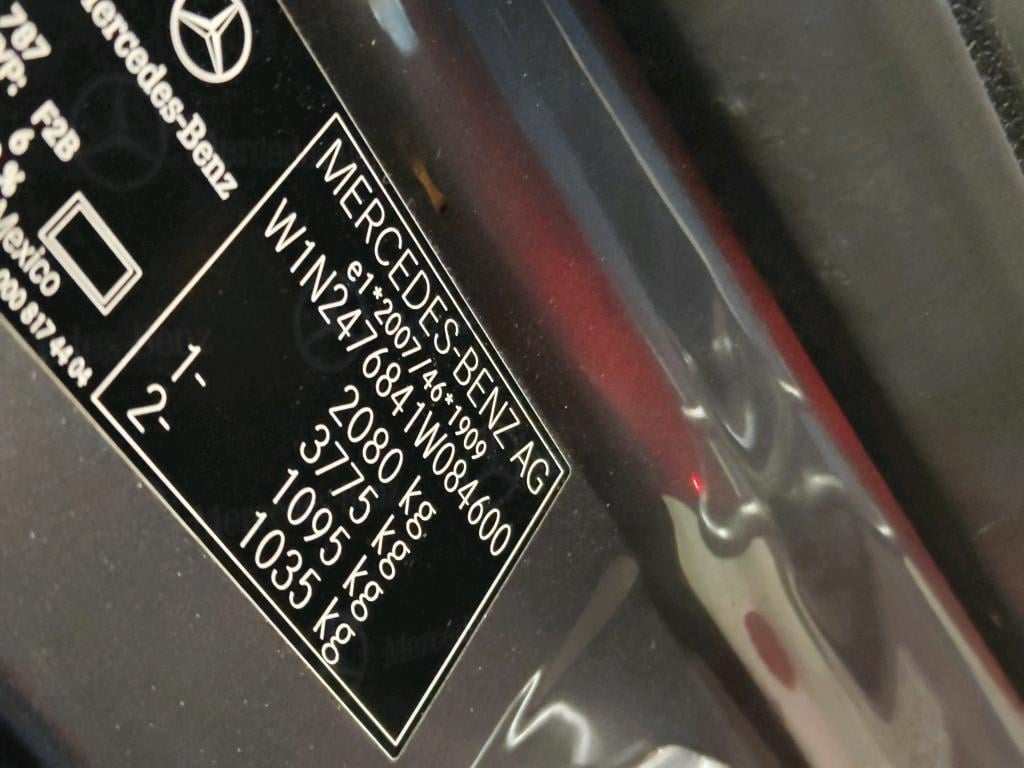 Mercedes-Benz
787
TYP: F2B
6
%
Mexico
000 817 44 04
MERCEDES-BENZ AG
e1*2007/46*1909
W1N2476841W084600
2080 kg
3775 kg
1- 1095 kg
2- 1035 kg